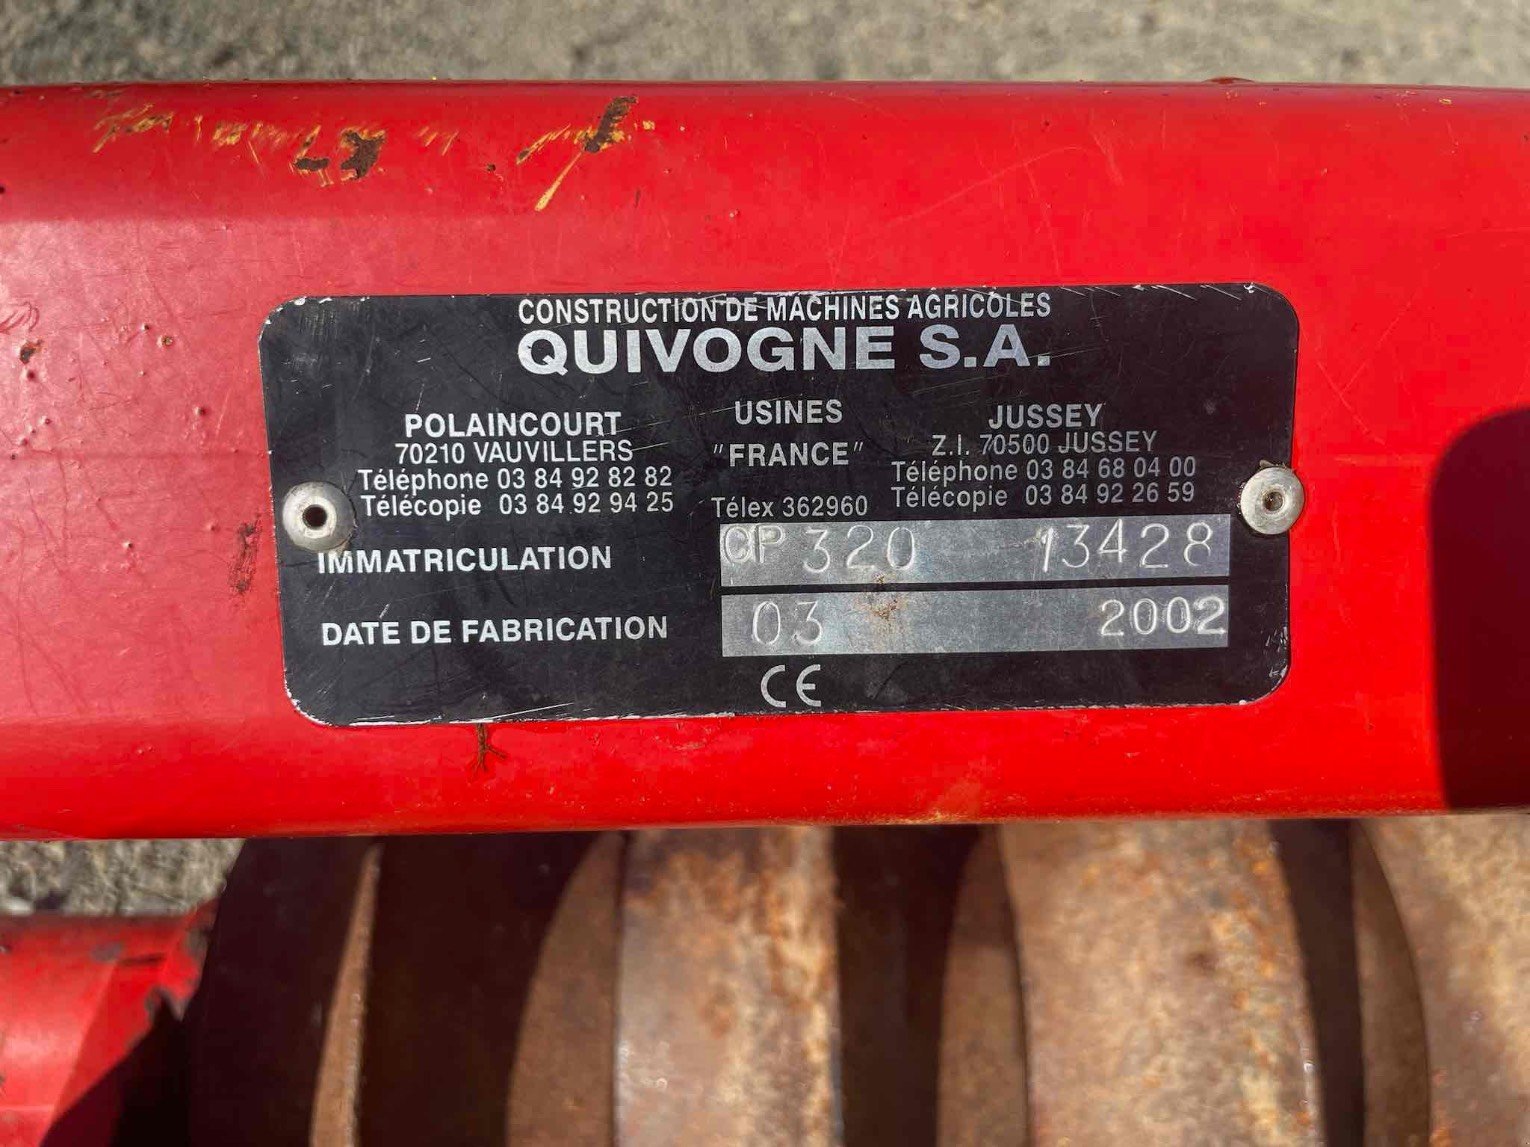 CONSTRUCTION DE MACHINES AGRICOLES
QUIVOGNE S.A.
POLAINCOURT
70210 VAUVILLERS
Téléphone 03 84 92 82 82
Télécopie 03 84 92 94 25
USINES
"FRANCE"
Télex 362960
JUSSEY
Z.I. 70500 JUSSEY
Téléphone 03 84 68 04 00
Télécopie 03 84 92 26 59
IMMATRICULATION 320 13428
DATE DE FABRICATION 03 2002
CE